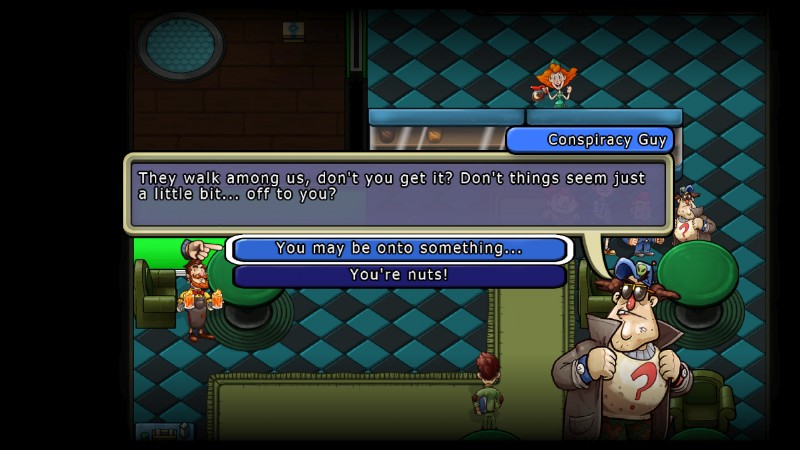 Conspiracy Guy
They walk among us, don't you get it? Don't things seem just
a little bit... off to you?
You may be onto something...
You're nuts!
?
?